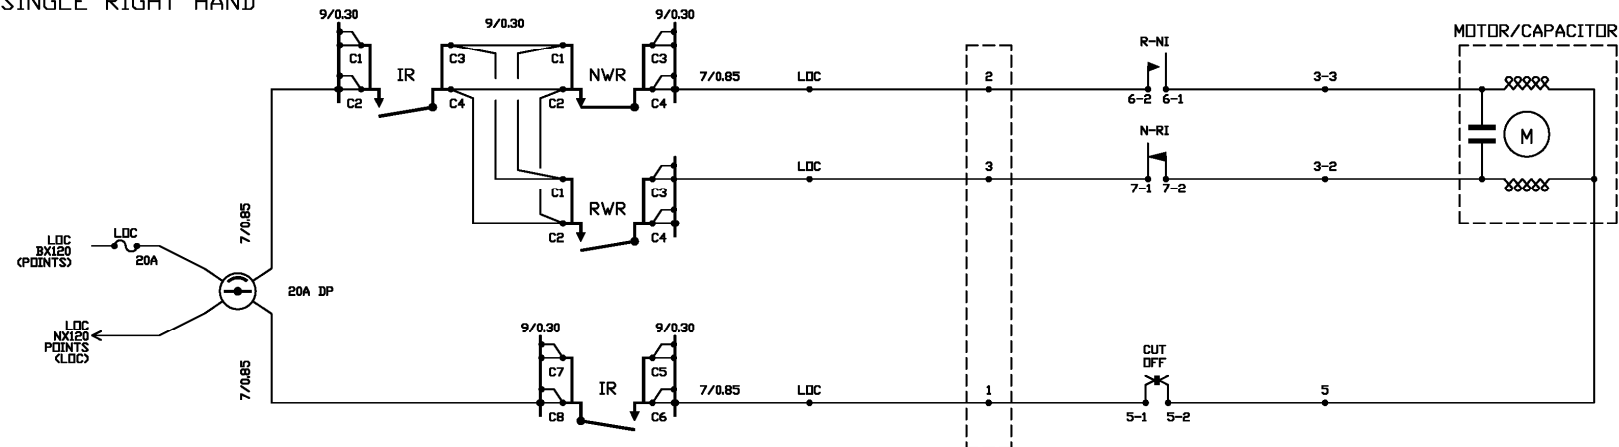 SINGLE RIGHT HAND
9/0.30
9/0.30
9/0.30
MOTOR/CAPACITOR
C1
IR
C3
C1
NWR
C3
R-NI
C2
C4
C2
C4
7/0.85
LOC
2
6-2
6-1
3-3
N-RI
M
C1
RWR
C3
LOC
3
7-1
7-2
3-2
C2
C4
7/0.85
LOC
BX120
(POINTS)
LOC
20A
20A DP
LOC
NX120
POINTS
(LOC)
7/0.85
9/0.30
9/0.30
C7
IR
C5
CUT
OFF
C8
C6
7/0.85
LOC
1
5-1
5-2
5